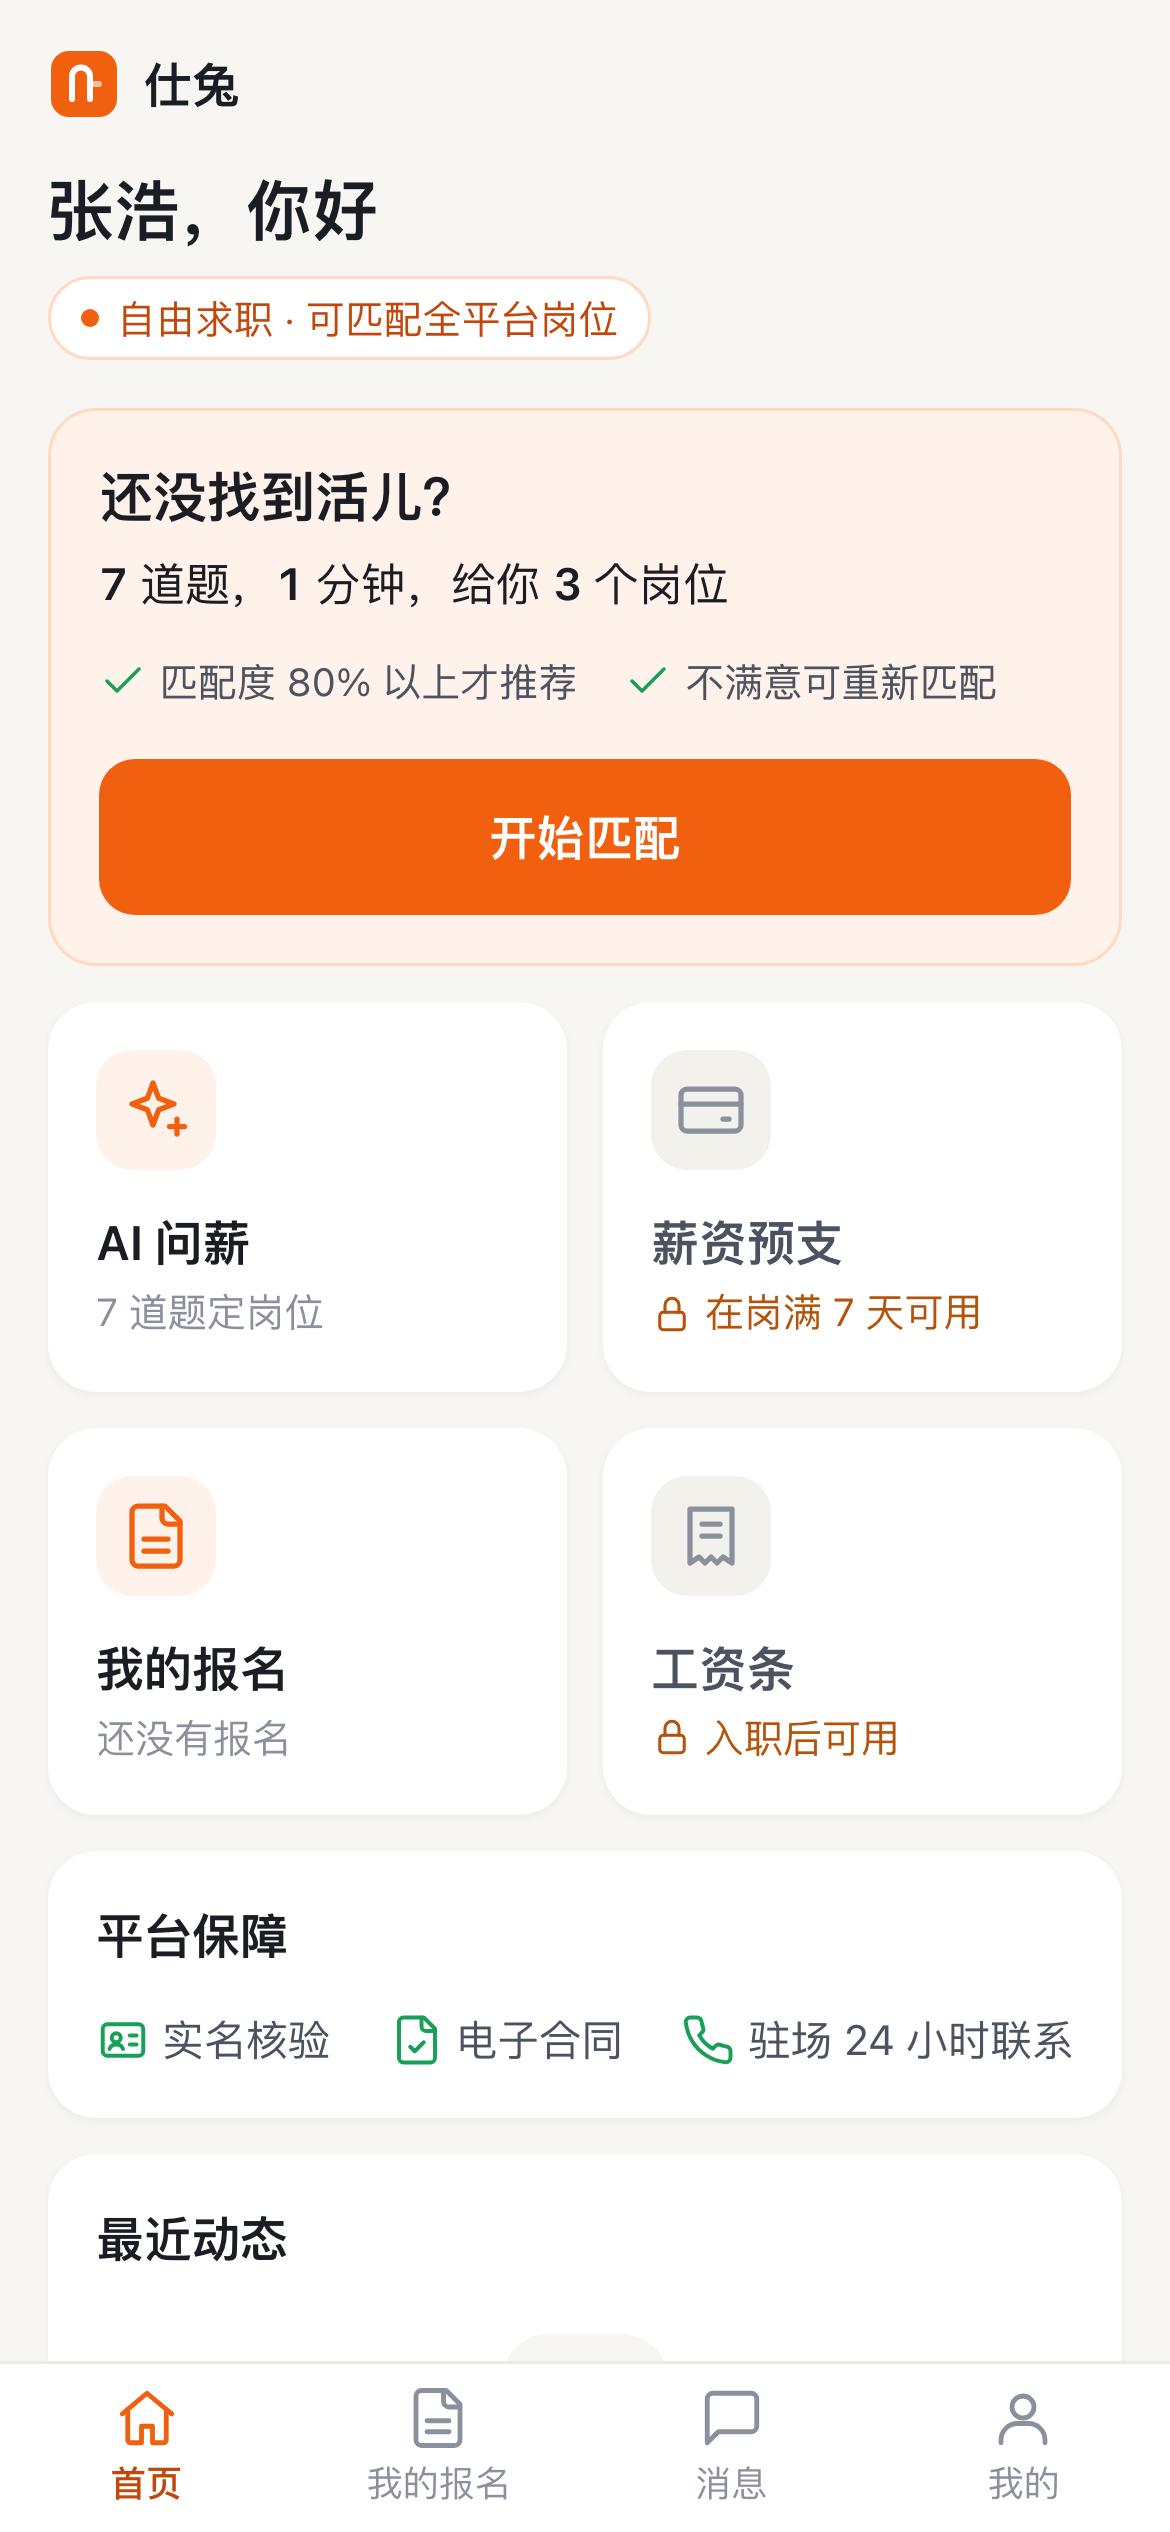 仕兔
张浩，你好
自由求职 · 可匹配全平台岗位
还没找到活儿?
7 道题，1 分钟，给你 3 个岗位
匹配度 80% 以上才推荐
不满意可重新匹配
开始匹配
AI 问薪
7 道题定岗位
薪资预支
在岗满 7 天可用
我的报名
还没有报名
工资条
入职后可用
平台保障
实名核验
电子合同
驻场 24 小时联系
最近动态
首页
我的报名
消息
我的